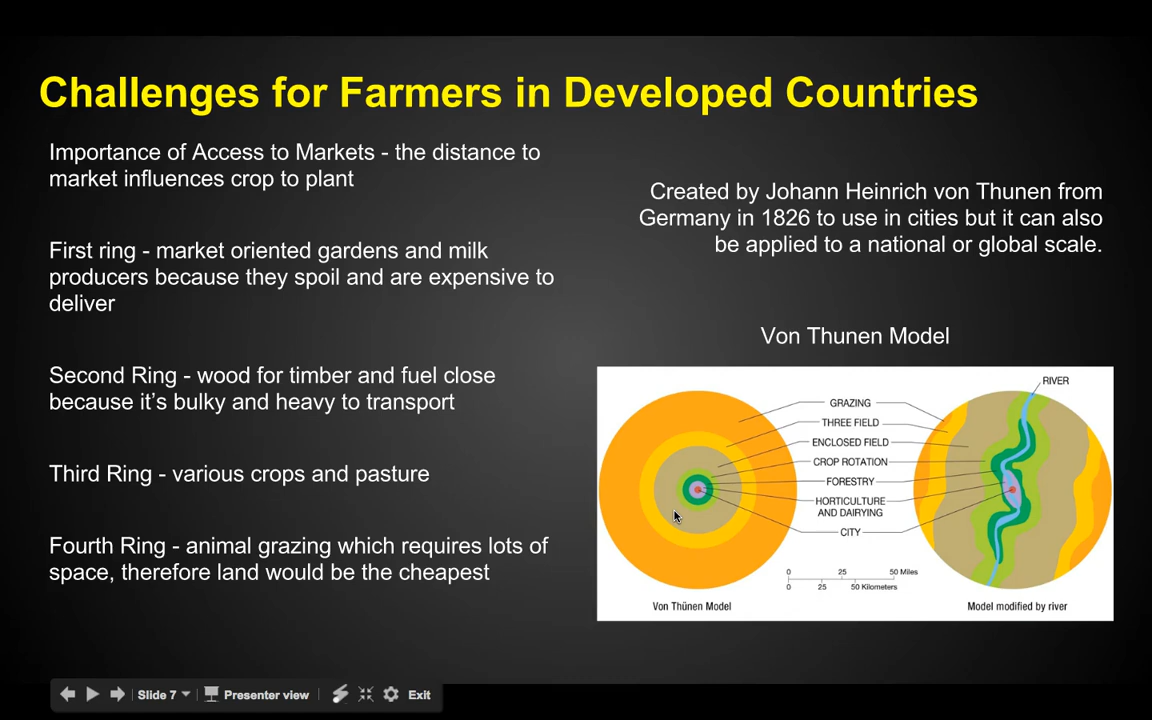 Challenges for Farmers in Developed Countries
Importance of Access to Markets - the distance to
market influences crop to plant
First ring - market oriented gardens and milk
producers because they spoil and are expensive to
deliver
Second Ring - wood for timber and fuel close
because it's bulky and heavy to transport
Third Ring - various crops and pasture
Fourth Ring - animal grazing which requires lots of
space, therefore land would be the cheapest
Created by Johann Heinrich von Thunen from
Germany in 1826 to use in cities but it can also
be applied to a national or global scale.
Von Thunen Model
RIVER
GRAZING
THREE FIELD
ENCLOSED FIELD
CROP ROTATION
FORESTRY
HORTICULTURE
AND DAIRYING
CITY
0 25 50 Miles
0 25 50 Kilometers
Von Thünen Model
Model modified by river
Slide 7
Presenter view
Exit